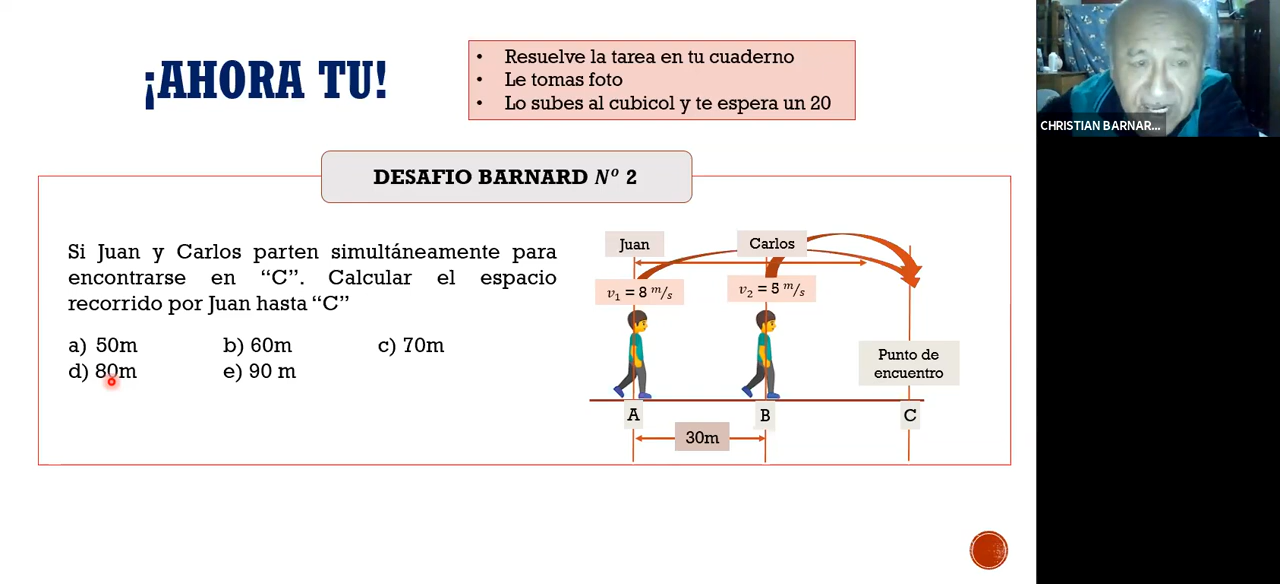 ¡AHORA TU!
• Resuelve la tarea en tu cuaderno
• Le tomas foto
• Lo subes al cubicol y te espera un 20
CHRISTIAN BARNAR...
DESAFIO BARNARD N° 2
Si Juan y Carlos parten simultáneamente para
encontrarse en “C”. Calcular el espacio
recorrido por Juan hasta “C”
a) 50m b) 60m c) 70m
d) 80m e) 90 m
Juan Carlos
v₁ = 8 m/s v₂ = 5 m/s
Punto de
encuentro
A B C
30m